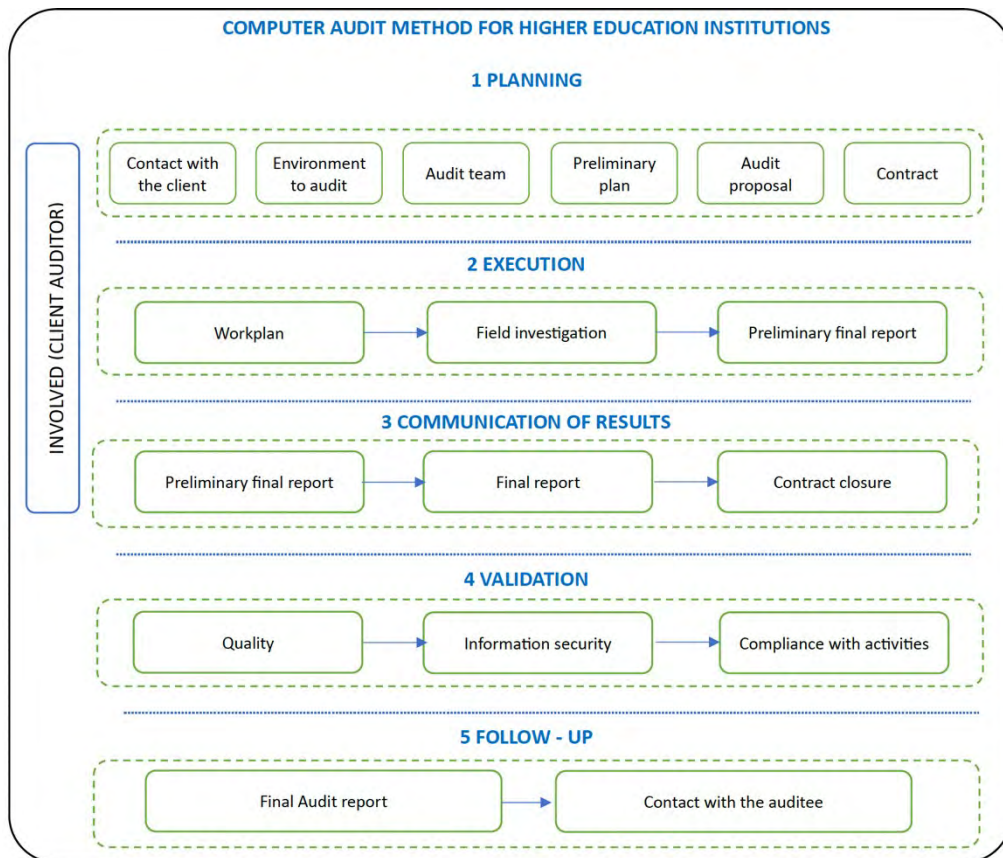 COMPUTER AUDIT METHOD FOR HIGHER EDUCATION INSTITUTIONS
1 PLANNING
INVOLVED (CLIENT AUDITOR)
Contact with
the client
Environment
to audit
Audit team
Preliminary
plan
Audit
proposal
Contract
2 EXECUTION
Workplan
Field investigation
Preliminary final report
3 COMMUNICATION OF RESULTS
Preliminary final report
Final report
Contract closure
4 VALIDATION
Quality
Information security
Compliance with activities
5 FOLLOW - UP
Final Audit report
Contact with the auditee